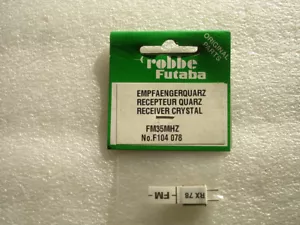 robbe
Futaba
ORIGINAL
PARTS
EMPFAENGERQUARZ
RECEPTEUR QUARZ
RECEIVER CRYSTAL
FM35MHZ
No.F104 078
FM
RX 78